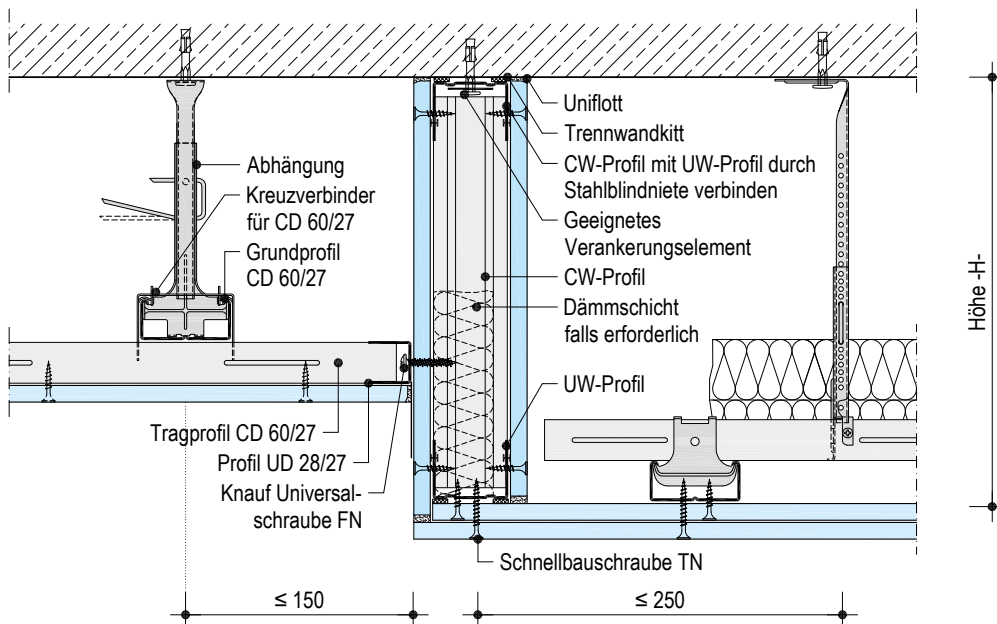 Uniflott
Trennwandkitt
CW-Profil mit UW-Profil durch
Stahlblindniete verbinden
Geeignetes
Verankerungselement
CW-Profil
Dämmschicht
falls erforderlich
UW-Profil
Abhängung
Kreuzverbinder
für CD 60/27
Grundprofil
CD 60/27
Tragprofil CD 60/27
Profil UD 28/27
Knauf Universal-
schraube FN
Schnellbauschraube TN
Höhe -H-
≤ 150
≤ 250